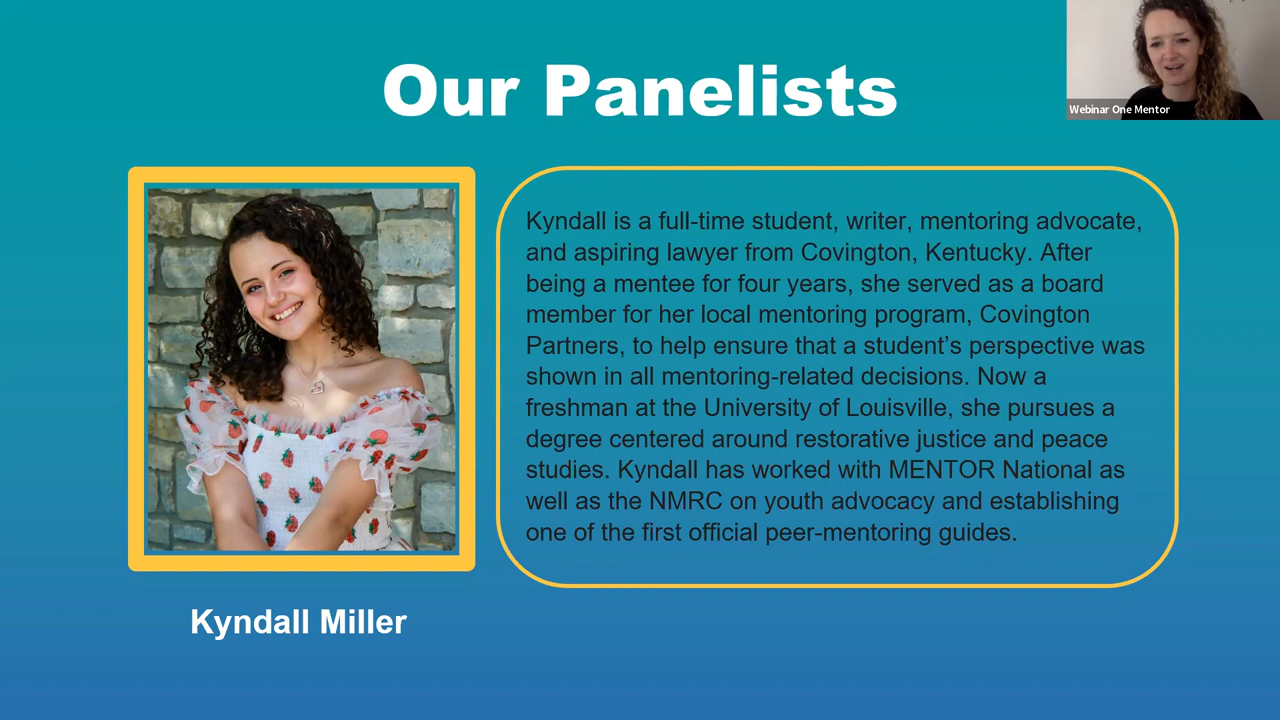 Our Panelists
Webinar One Mentor
Kyndall is a full-time student, writer, mentoring advocate,
and aspiring lawyer from Covington, Kentucky. After
being a mentee for four years, she served as a board
member for her local mentoring program, Covington
Partners, to help ensure that a student’s perspective was
shown in all mentoring-related decisions. Now a
freshman at the University of Louisville, she pursues a
degree centered around restorative justice and peace
studies. Kyndall has worked with MENTOR National as
well as the NMRC on youth advocacy and establishing
one of the first official peer-mentoring guides.
Kyndall Miller